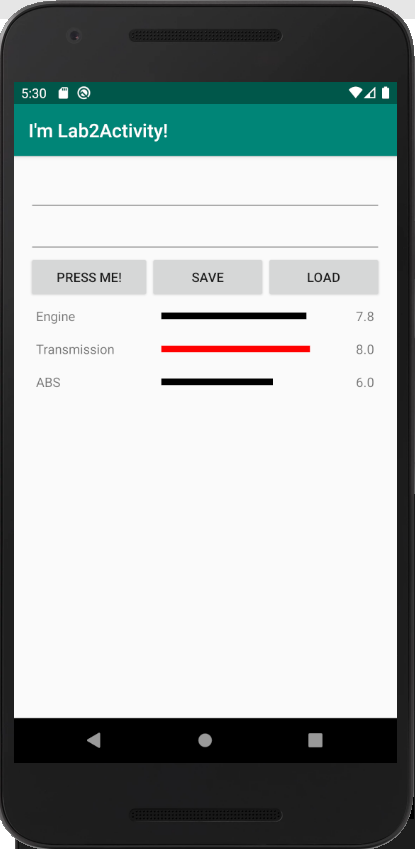 5:30
I'm Lab2Activity!
PRESS ME! SAVE LOAD
Engine 7.8
Transmission 8.0
ABS 6.0